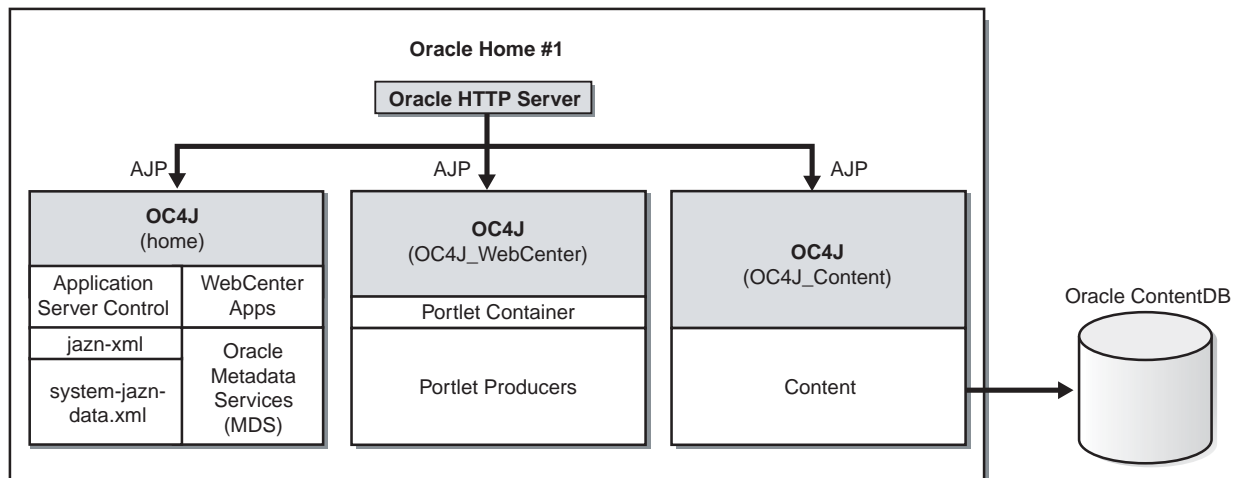 Oracle Home #1
Oracle HTTP Server
AJP
AJP
AJP
OC4J
(home)
Application
Server Control
WebCenter
Apps
jazn-xml
system-jazn-
data.xml
Oracle
Metadata
Services
(MDS)
OC4J
(OC4J_WebCenter)
Portlet Container
Portlet Producers
OC4J
(OC4J_Content)
Content
Oracle ContentDB